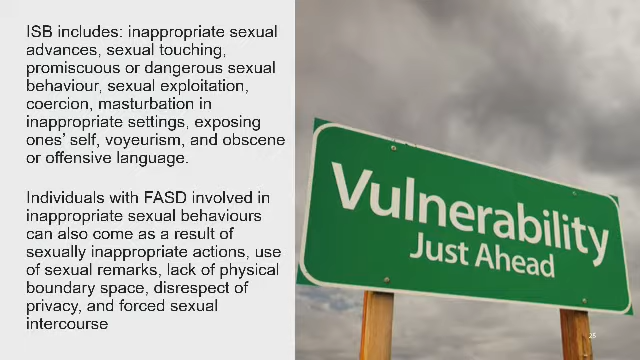 ISB includes: inappropriate sexual
advances, sexual touching,
promiscuous or dangerous sexual
behaviour, sexual exploitation,
coercion, masturbation in
inappropriate settings, exposing
ones' self, voyeurism, and obscene
or offensive language.
Individuals with FASD involved in
inappropriate sexual behaviours
can also come as a result of
sexually inappropriate actions, use
of sexual remarks, lack of physical
boundary space, disrespect of
privacy, and forced sexual
intercourse
Vulnerability
Just Ahead
25